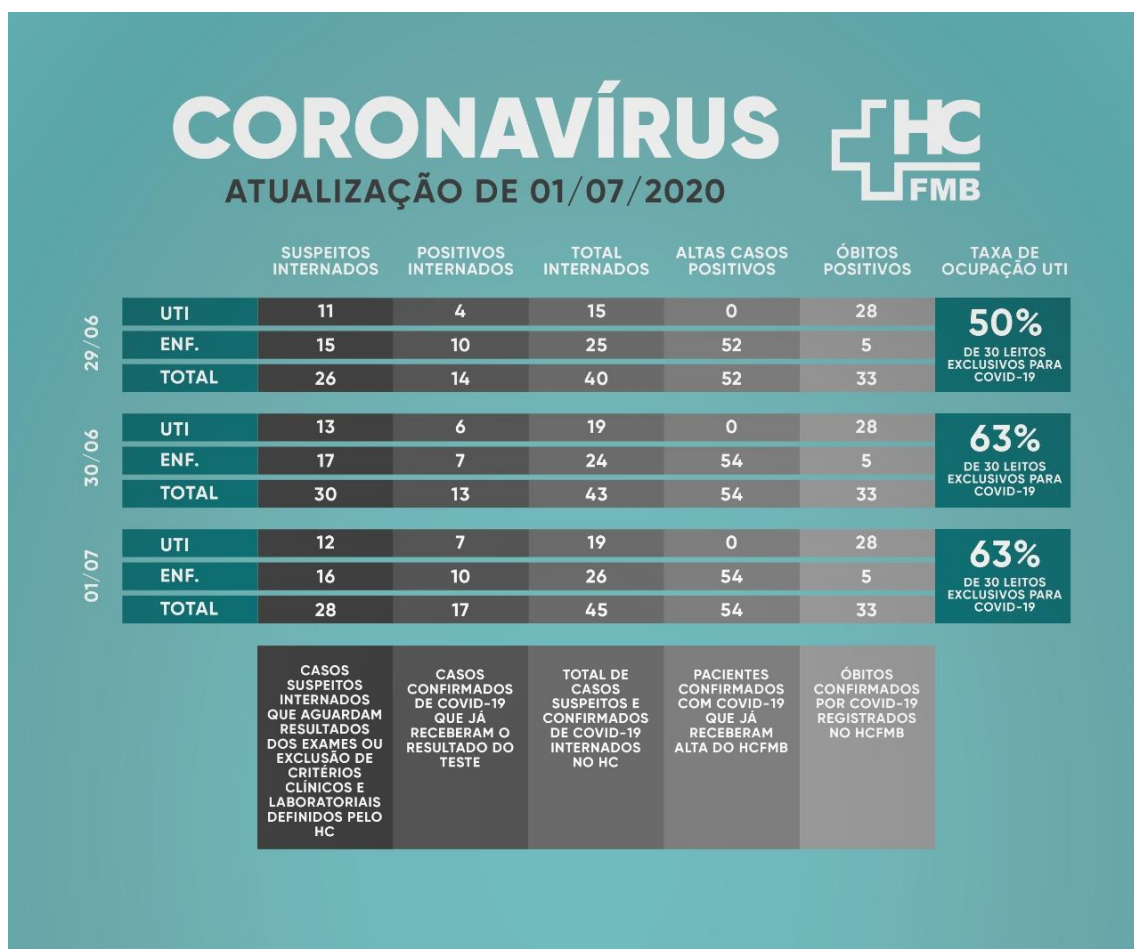 CORONAVÍRUS
HC
FMB
ATUALIZAÇÃO DE 01/07/2020
SUSPEITOS INTERNADOS POSITIVOS INTERNADOS TOTAL INTERNADOS ALTAS CASOS POSITIVOS ÓBITOS POSITIVOS TAXA DE OCUPAÇÃO UTI
29/06
UTI 11 4 15 0 28
ENF. 15 10 25 52 5
TOTAL 26 14 40 52 33
50%
DE 30 LEITOS
EXCLUSIVOS PARA
COVID-19
30/06
UTI 13 6 19 0 28
ENF. 17 7 24 54 5
TOTAL 30 13 43 54 33
63%
DE 30 LEITOS
EXCLUSIVOS PARA
COVID-19
01/07
UTI 12 7 19 0 28
ENF. 16 10 26 54 5
TOTAL 28 17 45 54 33
63%
DE 30 LEITOS
EXCLUSIVOS PARA
COVID-19
CASOS
SUSPEITOS
INTERNADOS
QUE AGUARDAM
RESULTADOS
DOS EXAMES OU
EXCLUSÃO DE
CRITÉRIOS
CLÍNICOS E
LABORATORIAIS
DEFINIDOS PELO
HC
CASOS
CONFIRMADOS
DE COVID-19
QUE JÁ
RECEBERAM O
RESULTADO DO
TESTE
TOTAL DE
CASOS
SUSPEITOS E
CONFIRMADOS
DE COVID-19
INTERNADOS
NO HC
PACIENTES
CONFIRMADOS
COM COVID-19
QUE JÁ
RECEBERAM
ALTA DO HCFMB
ÓBITOS
CONFIRMADOS
POR COVID-19
REGISTRADOS
NO HCFMB